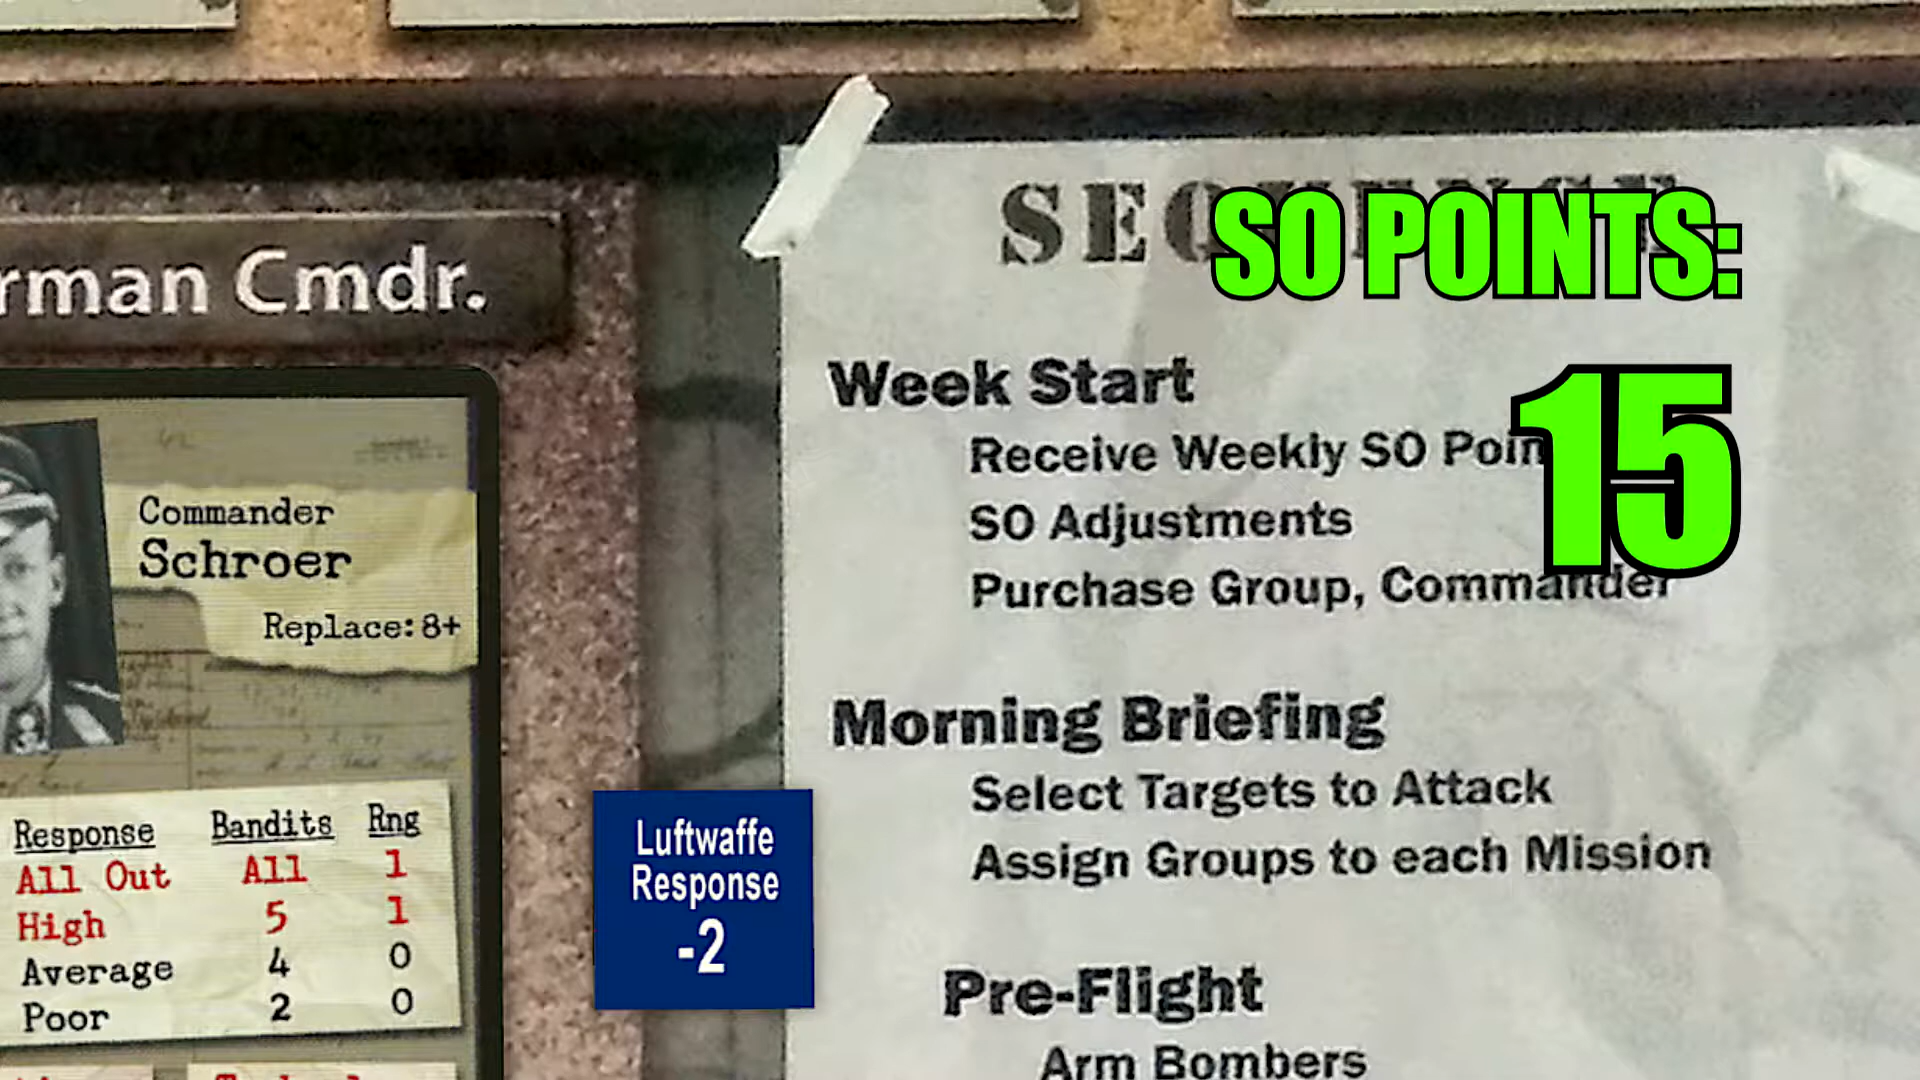 rman Cmdr.
Commander
Schroer
Replace: 8+
Response Bandits Rng
All Out All 1
High 5 1
Average 4 0
Poor 2 0
Luftwaffe
Response
-2
SO POINTS:
15
Week Start
Receive Weekly SO Poin
SO Adjustments
Purchase Group, Commander
Morning Briefing
Select Targets to Attack
Assign Groups to each Mission
Pre-Flight
Arm Bombers